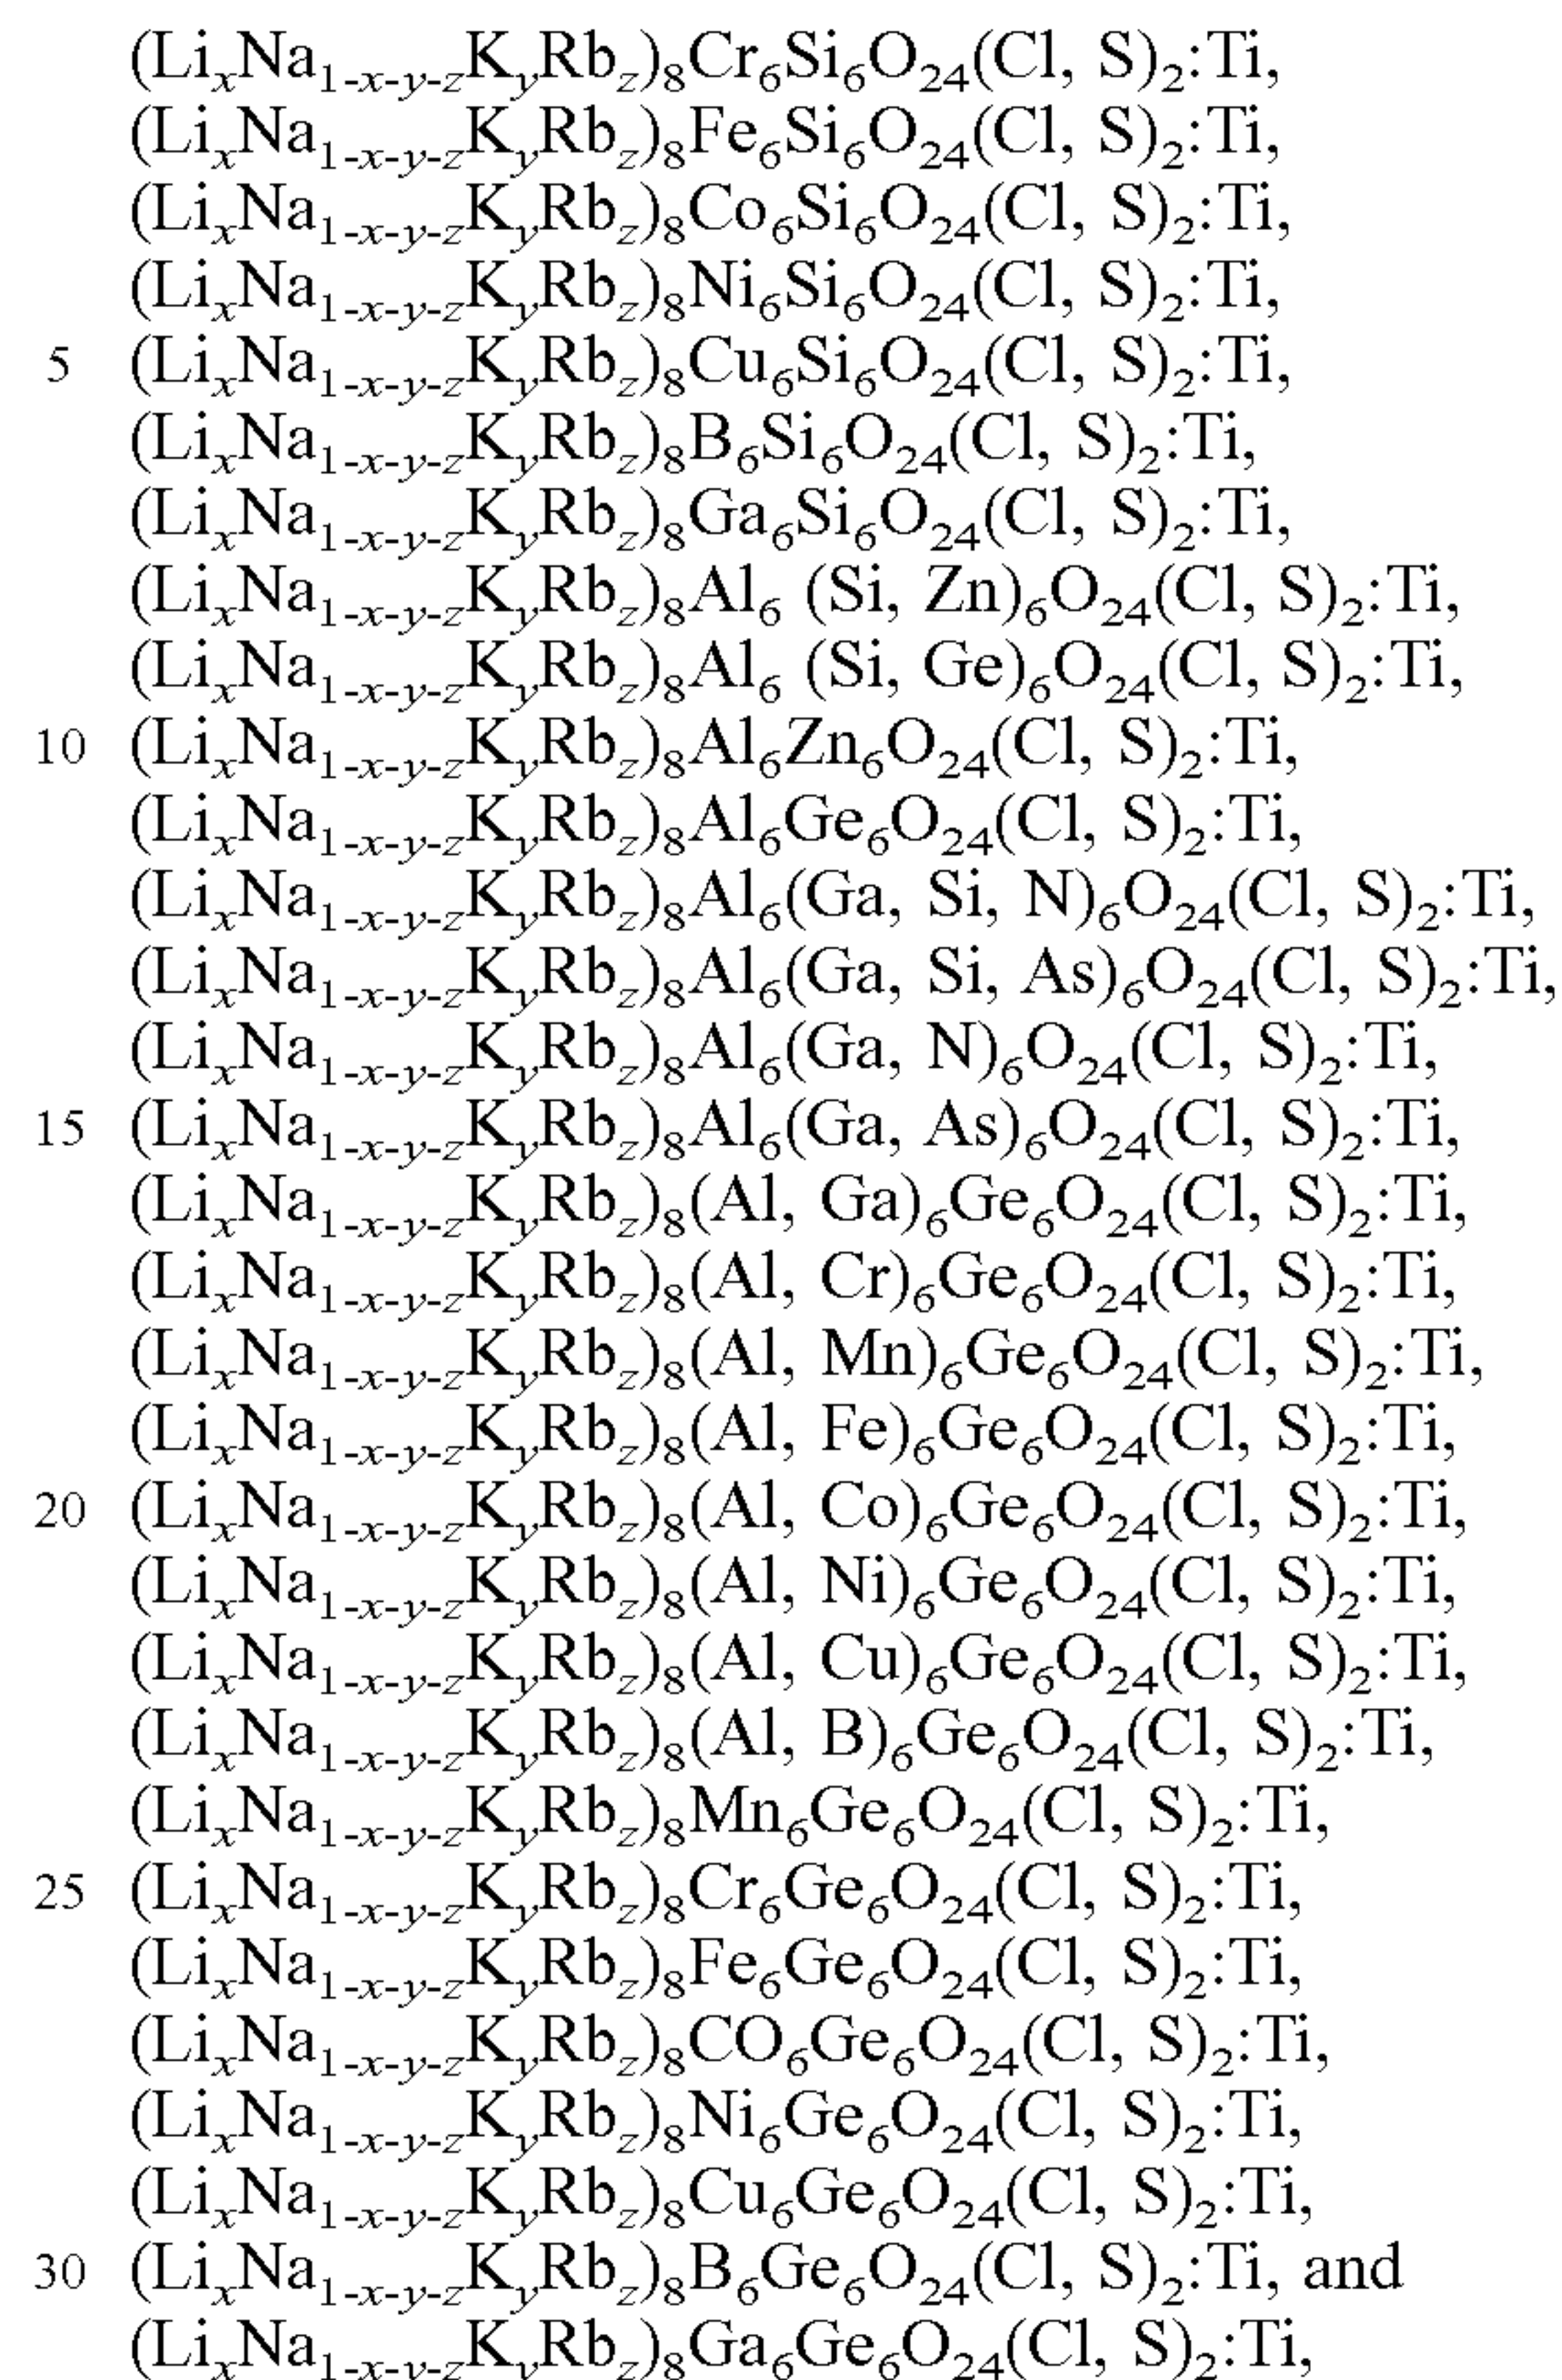 (LiₓNa₁₋ₓ₋y₋zKyRbz)₈Cr₆Si₆O₂₄(Cl, S)₂:Ti,
(LiₓNa₁₋ₓ₋y₋zKyRbz)₈Fe₆Si₆O₂₄(Cl, S)₂:Ti,
(LiₓNa₁₋ₓ₋y₋zKyRbz)₈Co₆Si₆O₂₄(Cl, S)₂:Ti,
(LiₓNa₁₋ₓ₋y₋zKyRbz)₈Ni₆Si₆O₂₄(Cl, S)₂:Ti,
5 (LiₓNa₁₋ₓ₋y₋zKyRbz)₈Cu₆Si₆O₂₄(Cl, S)₂:Ti,
(LiₓNa₁₋ₓ₋y₋zKyRbz)₈B₆Si₆O₂₄(Cl, S)₂:Ti,
(LiₓNa₁₋ₓ₋y₋zKyRbz)₈Ga₆Si₆O₂₄(Cl, S)₂:Ti,
(LiₓNa₁₋ₓ₋y₋zKyRbz)₈Al₆ (Si, Zn)₆O₂₄(Cl, S)₂:Ti,
(LiₓNa₁₋ₓ₋y₋zKyRbz)₈Al₆ (Si, Ge)₆O₂₄(Cl, S)₂:Ti,
10 (LiₓNa₁₋ₓ₋y₋zKyRbz)₈Al₆Zn₆O₂₄(Cl, S)₂:Ti,
(LiₓNa₁₋ₓ₋y₋zKyRbz)₈Al₆Ge₆O₂₄(Cl, S)₂:Ti,
(LiₓNa₁₋ₓ₋y₋zKyRbz)₈Al₆(Ga, Si, N)₆O₂₄(Cl, S)₂:Ti,
(LiₓNa₁₋ₓ₋y₋zKyRbz)₈Al₆(Ga, Si, As)₆O₂₄(Cl, S)₂:Ti,
(LiₓNa₁₋ₓ₋y₋zKyRbz)₈Al₆(Ga, N)₆O₂₄(Cl, S)₂:Ti,
15 (LiₓNa₁₋ₓ₋y₋zKyRbz)₈Al₆(Ga, As)₆O₂₄(Cl, S)₂:Ti,
(LiₓNa₁₋ₓ₋y₋zKyRbz)₈(Al, Ga)₆Ge₆O₂₄(Cl, S)₂:Ti,
(LiₓNa₁₋ₓ₋y₋zKyRbz)₈(Al, Cr)₆Ge₆O₂₄(Cl, S)₂:Ti,
(LiₓNa₁₋ₓ₋y₋zKyRbz)₈(Al, Mn)₆Ge₆O₂₄(Cl, S)₂:Ti,
(LiₓNa₁₋ₓ₋y₋zKyRbz)₈(Al, Fe)₆Ge₆O₂₄(Cl, S)₂:Ti,
20 (LiₓNa₁₋ₓ₋y₋zKyRbz)₈(Al, Co)₆Ge₆O₂₄(Cl, S)₂:Ti,
(LiₓNa₁₋ₓ₋y₋zKyRbz)₈(Al, Ni)₆Ge₆O₂₄(Cl, S)₂:Ti,
(LiₓNa₁₋ₓ₋y₋zKyRbz)₈(Al, Cu)₆Ge₆O₂₄(Cl, S)₂:Ti,
(LiₓNa₁₋ₓ₋y₋zKyRbz)₈(Al, B)₆Ge₆O₂₄(Cl, S)₂:Ti,
(LiₓNa₁₋ₓ₋y₋zKyRbz)₈Mn₆Ge₆O₂₄(Cl, S)₂:Ti,
25 (LiₓNa₁₋ₓ₋y₋zKyRbz)₈Cr₆Ge₆O₂₄(Cl, S)₂:Ti,
(LiₓNa₁₋ₓ₋y₋zKyRbz)₈Fe₆Ge₆O₂₄(Cl, S)₂:Ti,
(LiₓNa₁₋ₓ₋y₋zKyRbz)₈CO₆Ge₆O₂₄(Cl, S)₂:Ti,
(LiₓNa₁₋ₓ₋y₋zKyRbz)₈Ni₆Ge₆O₂₄(Cl, S)₂:Ti,
(LiₓNa₁₋ₓ₋y₋zKyRbz)₈Cu₆Ge₆O₂₄(Cl, S)₂:Ti,
30 (LiₓNa₁₋ₓ₋y₋zKyRbz)₈B₆Ge₆O₂₄(Cl, S)₂:Ti, and
(LiₓNa₁₋ₓ₋y₋zKyRbz)₈Ga₆Ge₆O₂₄(Cl, S)₂:Ti,